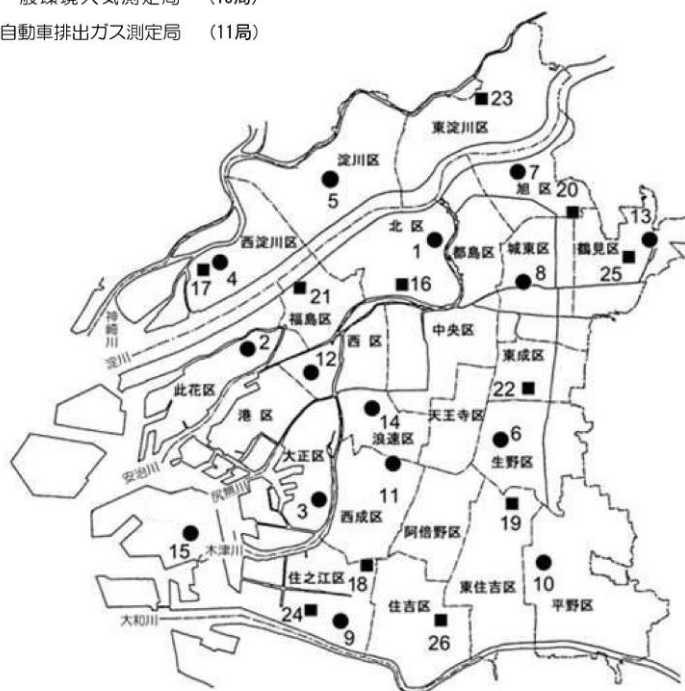 一般環境大気測定局
自動車排出ガス測定局 （11局）
23
東淀川区
淀川区
7
5
旭区
20
13
北区
西淀川区
1
都島区
城東区
鶴見区
4
8
25
17
16
21
神崎川
福島区
中央区
淀川
2
西区
12
東成区
此花区
22
港区
14
天王寺区
浪速区
6
大正区
生野区
安治川
尻無川
11
3
西成区
19
阿倍野区
15
木津川
住之江区
18
10
東住吉区
24
住吉区
平野区
大和川
9
26